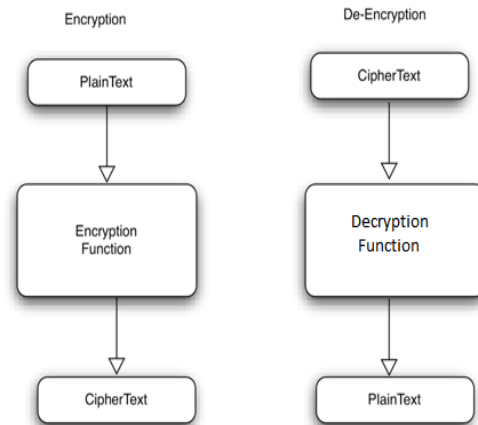 Encryption
PlainText
Encryption
Function
CipherText
De-Encryption
CipherText
Decryption
Function
PlainText